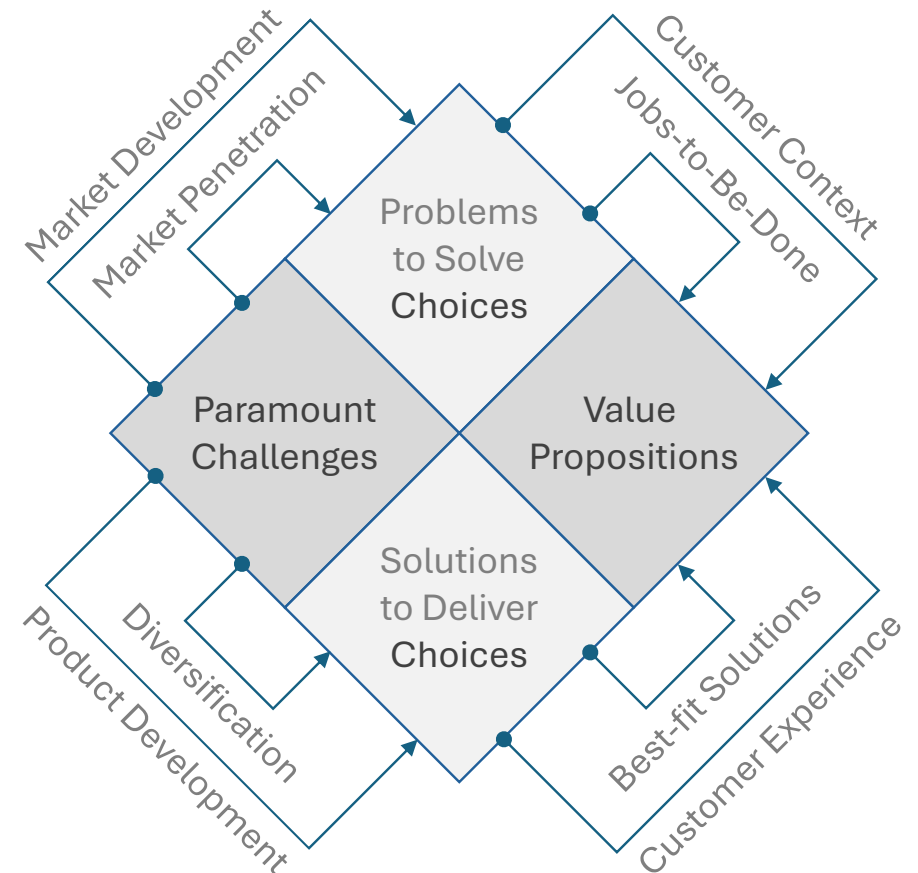 Market Development
Market Penetration
Customer Context
Jobs-to-Be-Done
Problems
to Solve
Choices
Paramount
Challenges
Value
Propositions
Solutions
to Deliver
Choices
Diversification
Product Development
Best-fit Solutions
Customer Experience